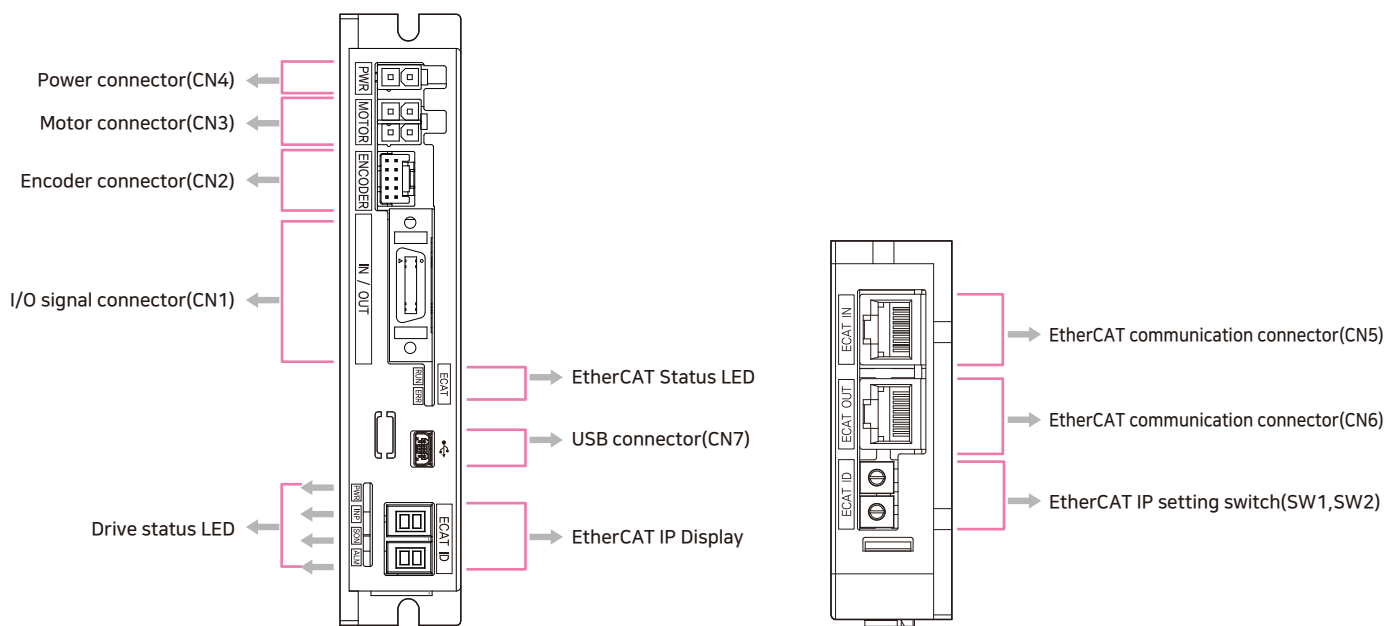 Power connector(CN4)
Motor connector(CN3)
Encoder connector(CN2)
I/O signal connector(CN1)
Drive status LED
PWR
MOTOR
ENCODER
IN / OUT
ECAT
RUN
ERR
PWR
INP
SON
ALM
ECAT ID
EtherCAT Status LED
USB connector(CN7)
EtherCAT IP Display
ECAT IN
ECAT OUT
ECAT ID
EtherCAT communication connector(CN5)
EtherCAT communication connector(CN6)
EtherCAT IP setting switch(SW1,SW2)